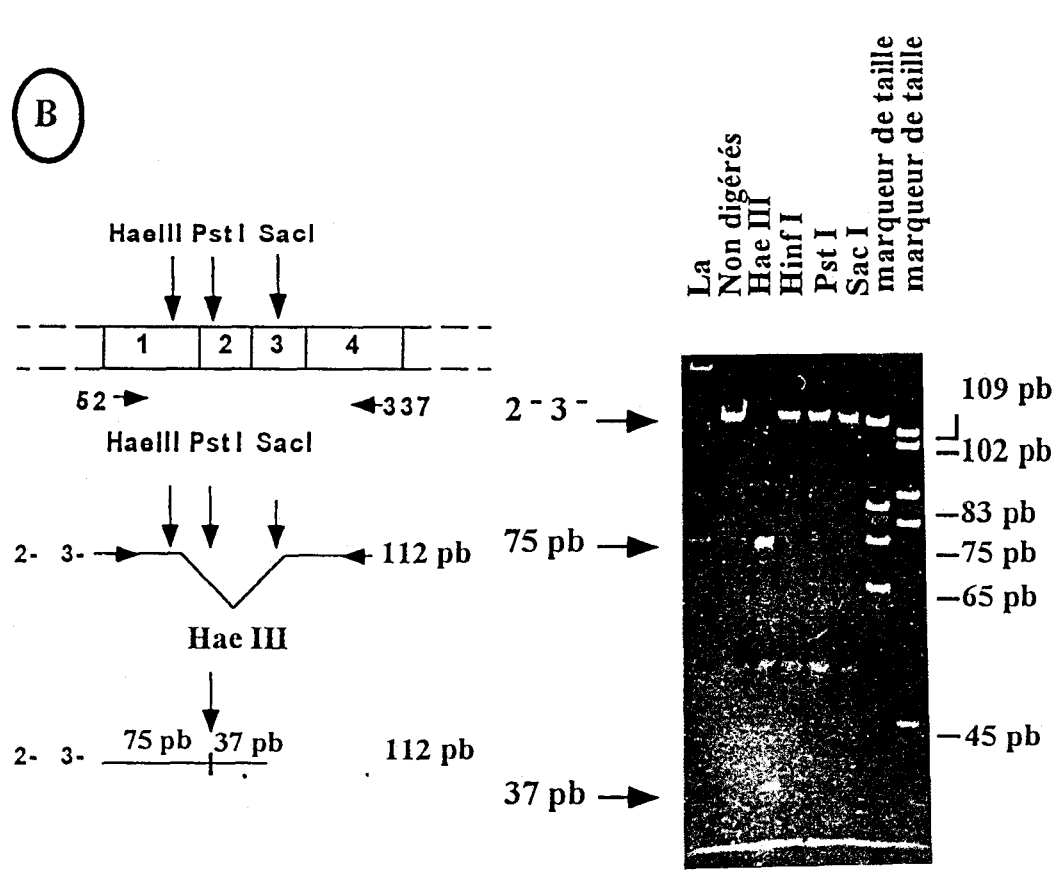 B
HaeIII PstI SacI
1 2 3 4
52 337
HaeIII PstI SacI
2- 3- 112 pb
Hae III
75 pb 37 pb
2- 3- 112 pb
La
Non digérés
Hae III
Hinf I
Pst I
Sac I
marqueur de taille
marqueur de taille
2- 3-
75 pb
37 pb
109 pb
102 pb
83 pb
75 pb
65 pb
45 pb